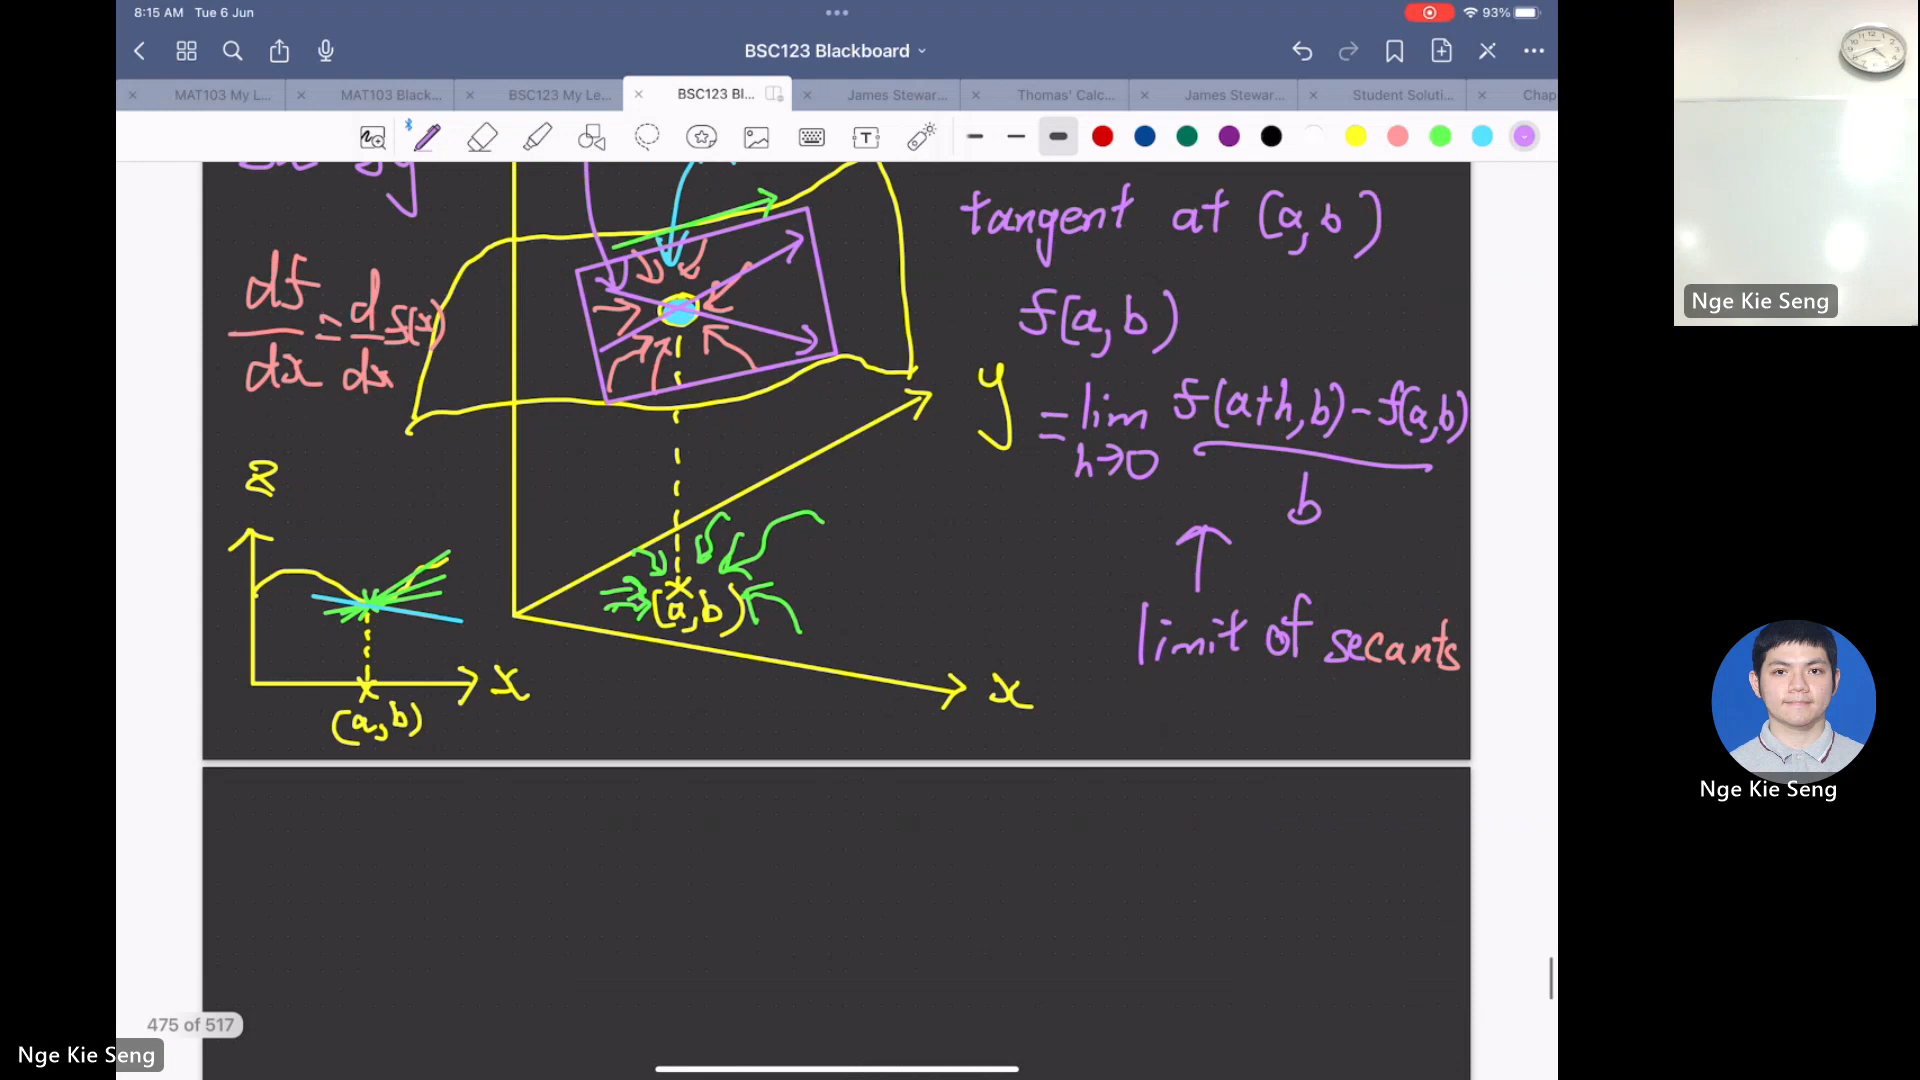 8:15 AM Tue 6 Jun
93%
BSC123 Blackboard
MAT103 My L...
MAT103 Black...
BSC123 My Le...
BSC123 Bl...
James Stewar...
Thomas' Calc...
James Stewar...
Student Soluti...
Chap
T
tangent at (a,b)
df/dx = d/dx f(x)
f(a,b)
y
= lim h→0 f(a+h,b)-f(a,b)
b
z
(a,b)
limit of secants
x
x
(a,b)
475 of 517
Nge Kie Seng
Nge Kie Seng
Nge Kie Seng